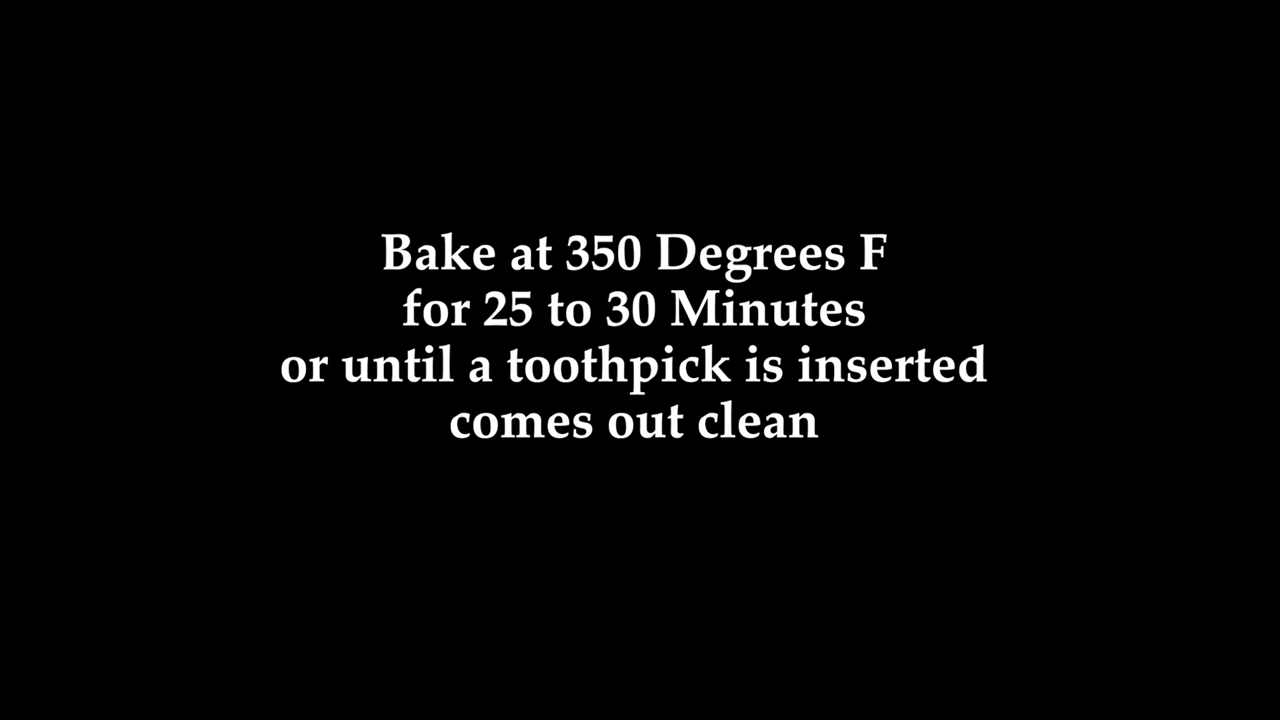 Bake at 350 Degrees F
for 25 to 30 Minutes
or until a toothpick is inserted
comes out clean